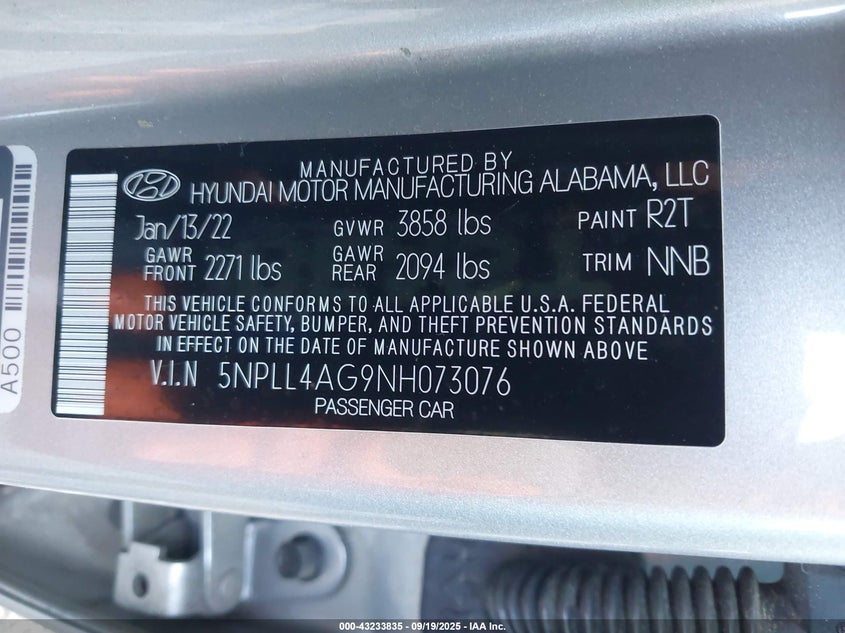 MANUFACTURED BY
HYUNDAI MOTOR MANUFACTURING ALABAMA, LLC
Jan/13/22 GVWR 3858 lbs PAINT R2T
GAWR FRONT 2271 lbs GAWR REAR 2094 lbs TRIM NNB
THIS VEHICLE CONFORMS TO ALL APPLICABLE U.S.A. FEDERAL
MOTOR VEHICLE SAFETY, BUMPER, AND THEFT PREVENTION STANDARDS
IN EFFECT ON THE DATE OF MANUFACTURE SHOWN ABOVE
V.I.N 5NPLL4AG9NH073076
PASSENGER CAR
A500
000-43233835 - 09/19/2025 - IAA Inc.